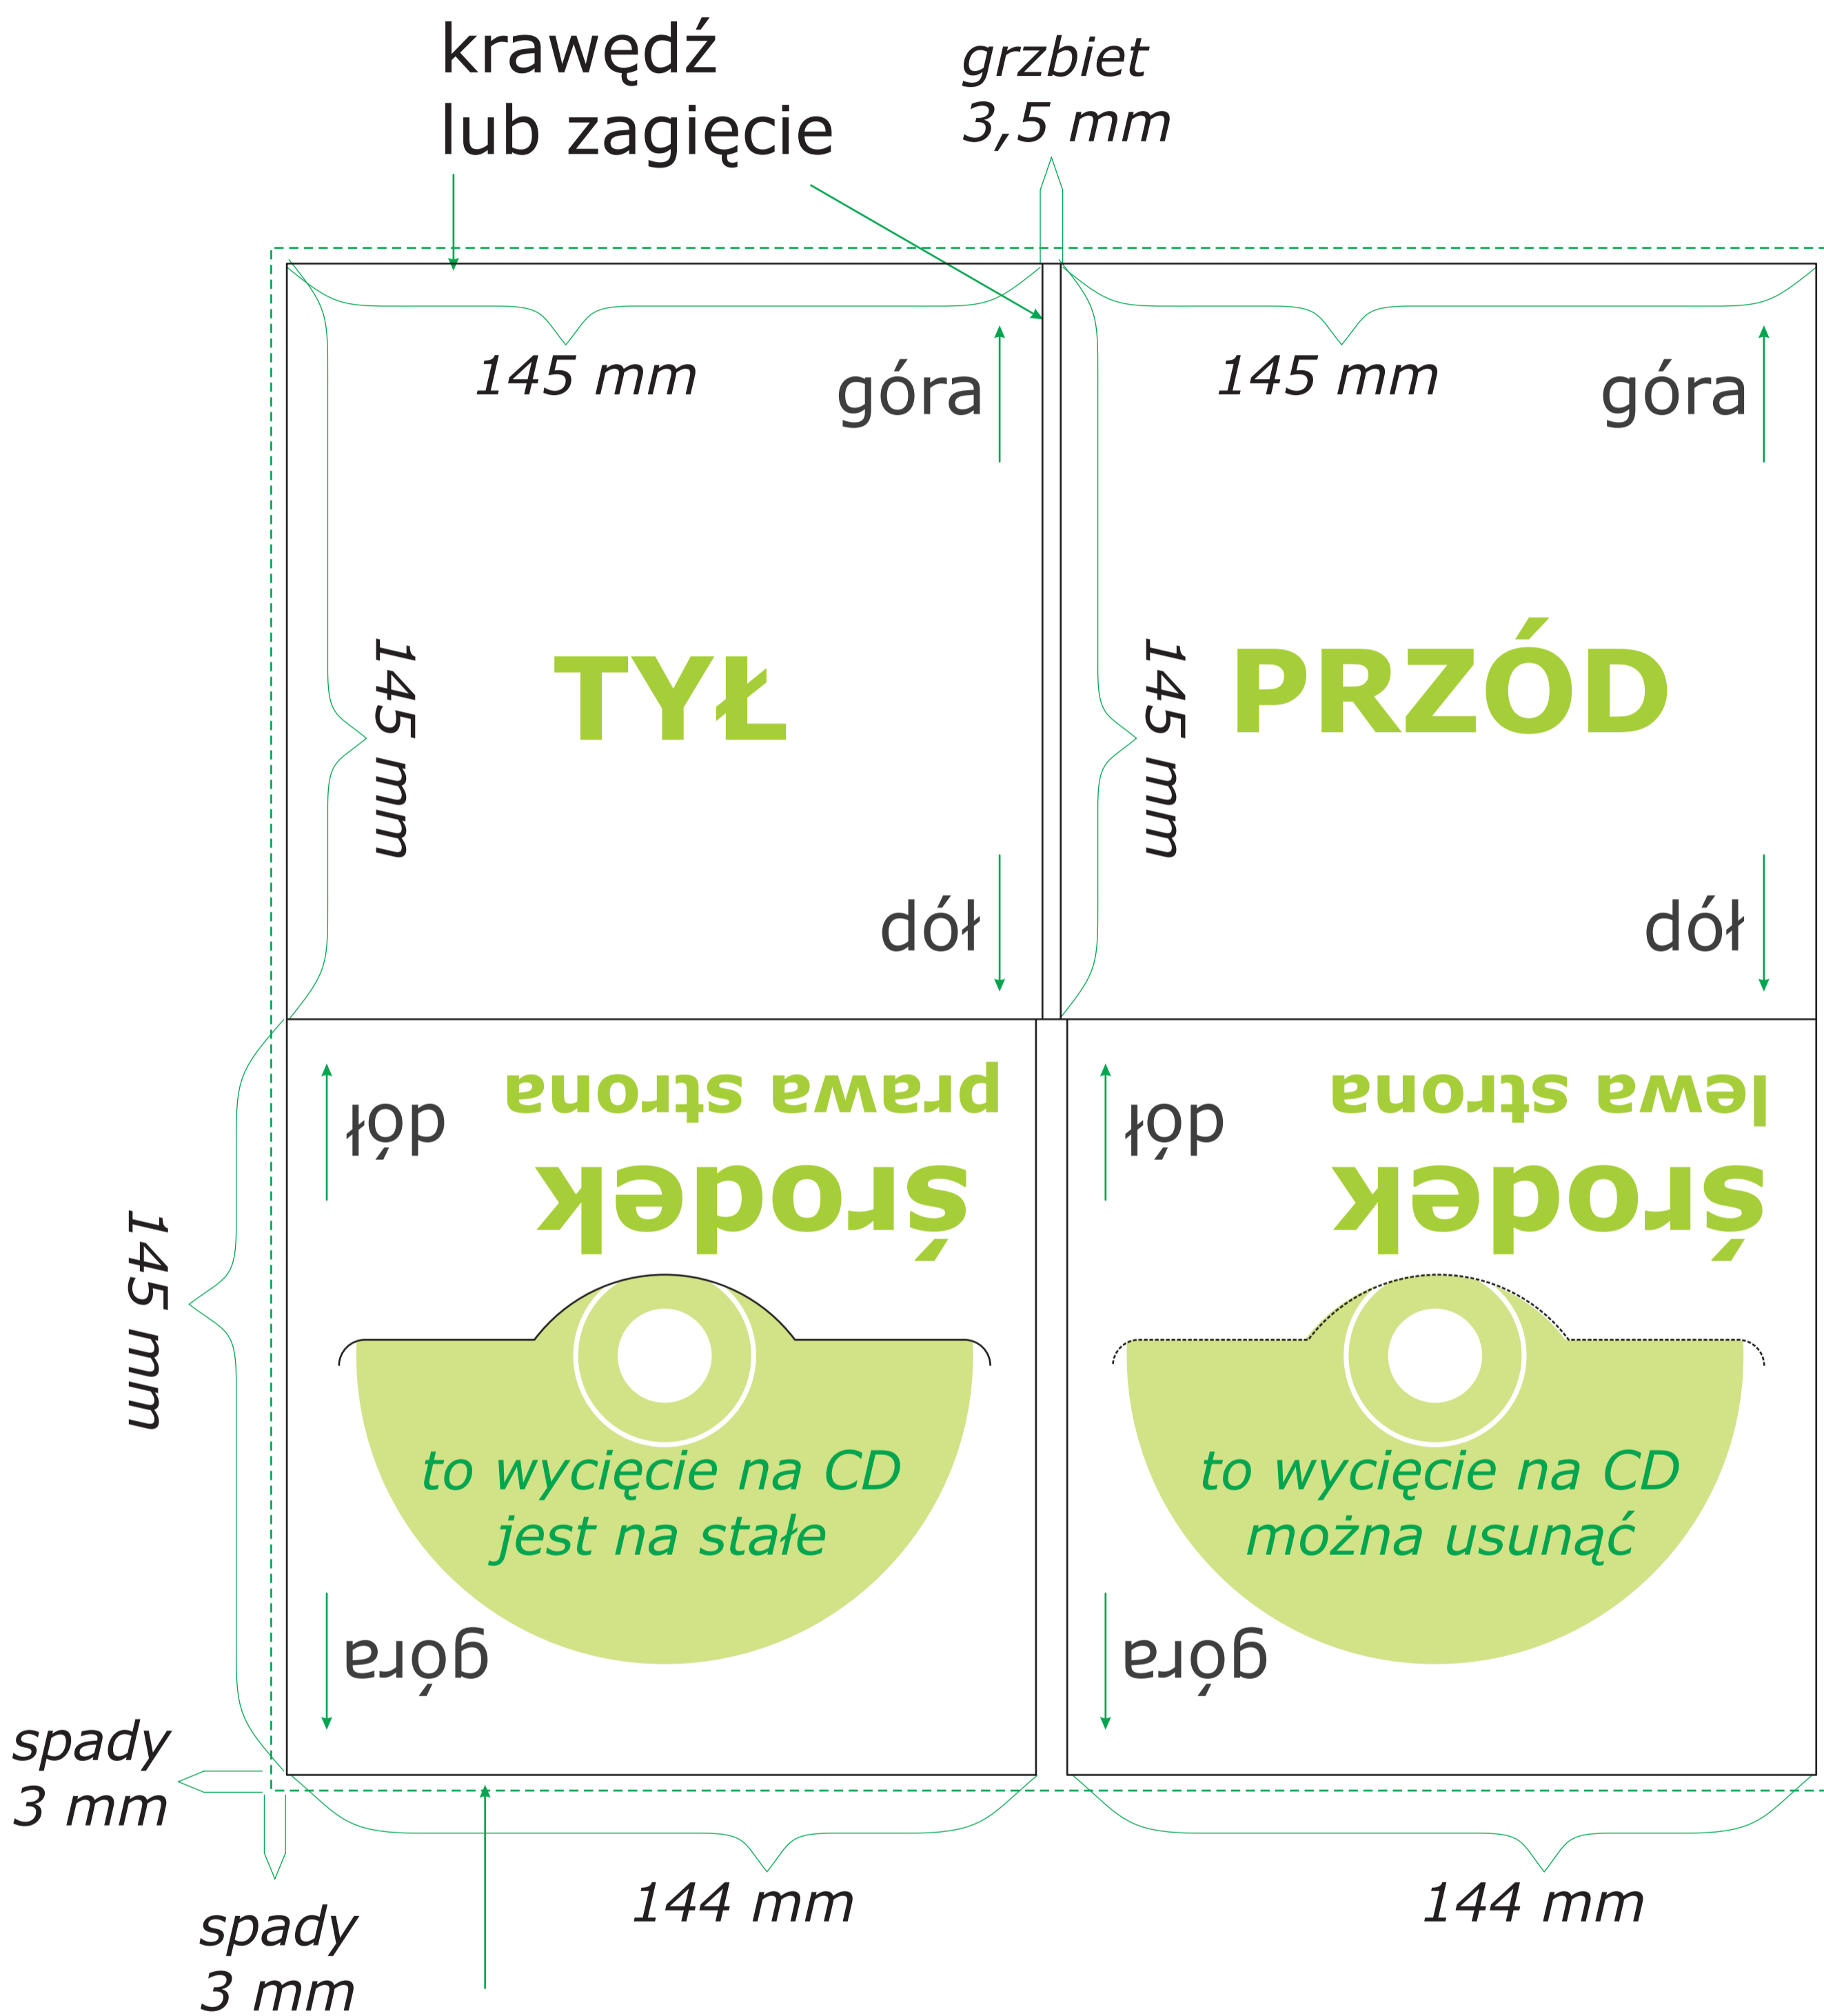 krawędź
lub zagięcie
grzbiet
3,5 mm
145 mm
góra
145 mm
góra
145 mm
TYŁ
145 mm
PRZÓD
dół
dół
prawa strona
środek
dół
lewa strona
środek
dół
145 mm
to wycięcie na CD
jest na stałe
to wycięcie na CD
można usunąć
góra
góra
spady
3 mm
144 mm
144 mm
spady
3 mm